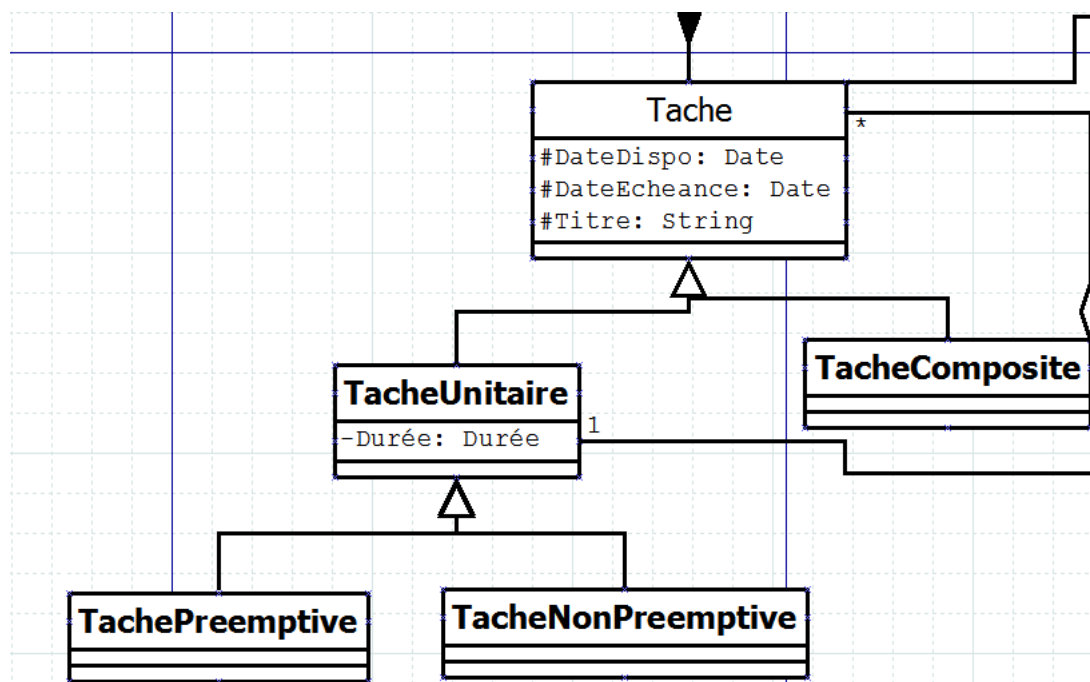 Tache
*
#DateDispo: Date
#DateEcheance: Date
#Titre: String
TacheComposite
TacheUnitaire
1
-Durée: Durée
TachePreemptive
TacheNonPreemptive